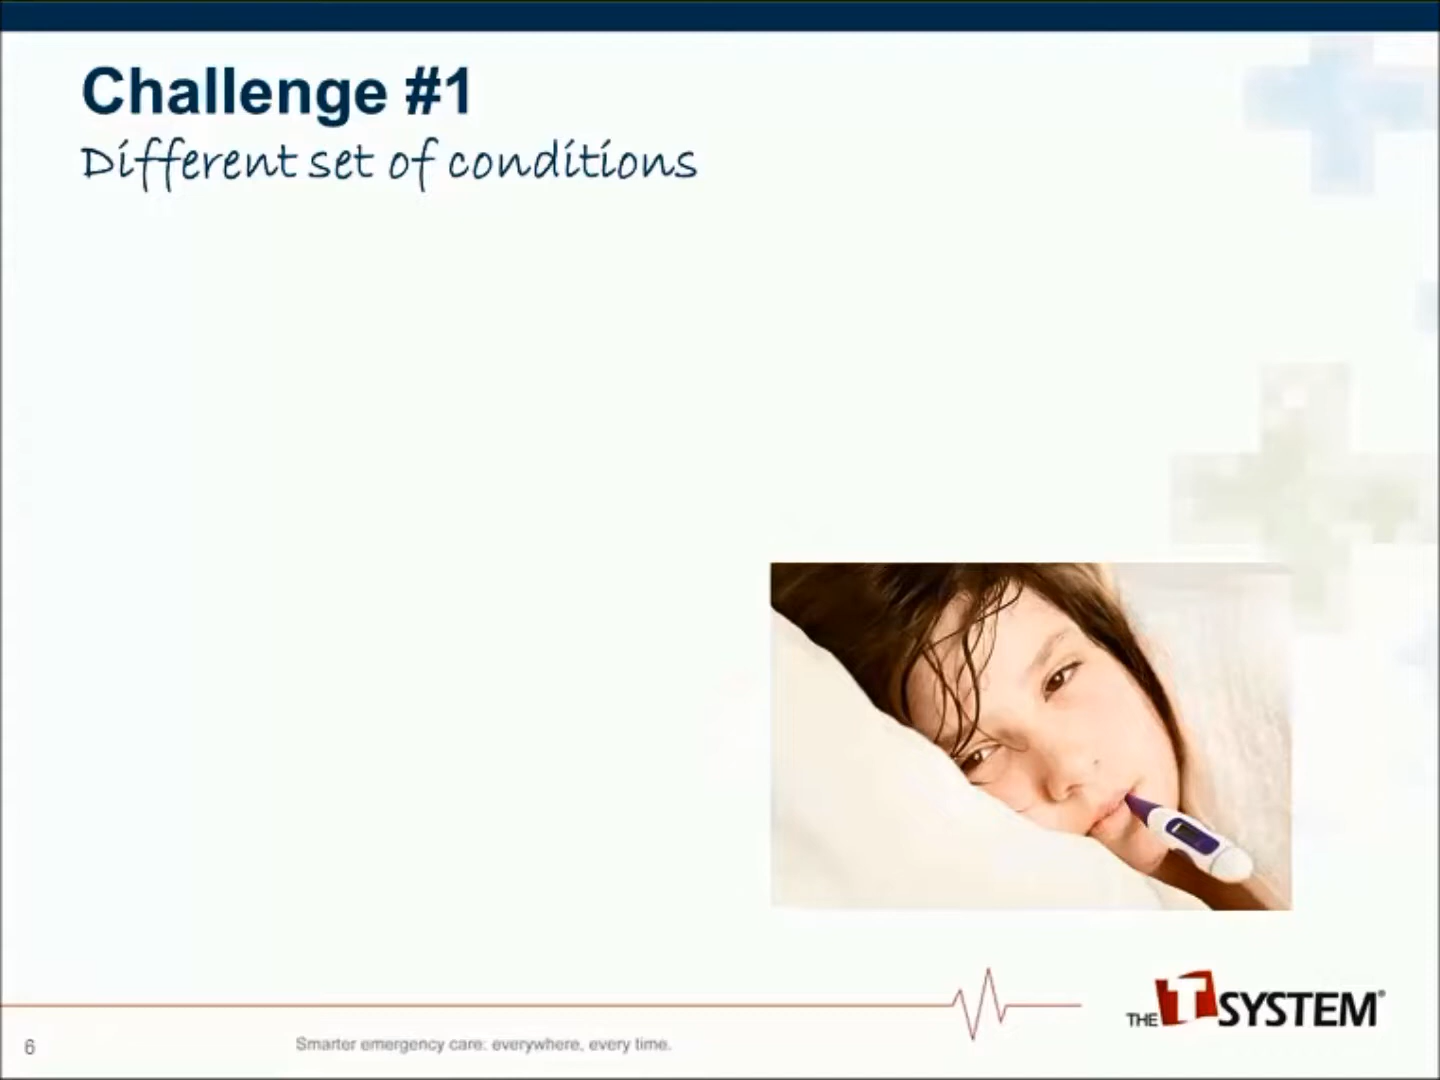 Challenge #1
Different set of conditions
THE T SYSTEM®
6
Smarter emergency care: everywhere, every time.